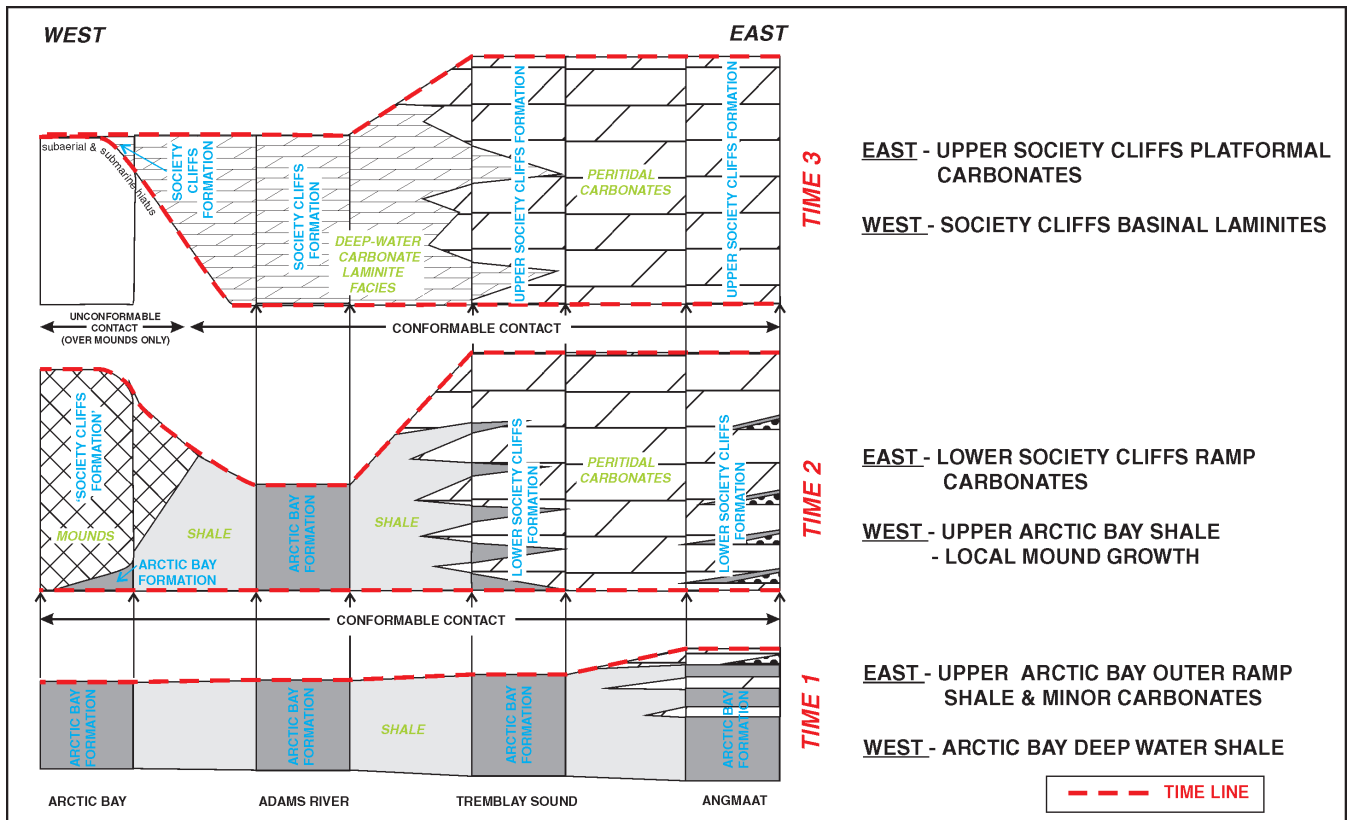 WEST
EAST
subaerial & submarine hiatus
SOCIETY
CLIFFS
FORMATION
SOCIETY CLIFFS
FORMATION
DEEP-WATER
CARBONATE
LAMINITE
FACIES
UPPER SOCIETY CLIFFS FORMATION
PERITIDAL
CARBONATES
UPPER SOCIETY CLIFFS FORMATION
TIME 3
EAST - UPPER SOCIETY CLIFFS PLATFORMAL
CARBONATES
WEST - SOCIETY CLIFFS BASINAL LAMINITES
UNCONFORMABLE
CONTACT
(OVER MOUNDS ONLY)
CONFORMABLE CONTACT
'SOCIETY CLIFFS
FORMATION'
MOUNDS
ARCTIC BAY
FORMATION
SHALE
ARCTIC BAY
FORMATION
SHALE
LOWER SOCIETY CLIFFS
FORMATION
PERITIDAL
CARBONATES
LOWER SOCIETY CLIFFS
FORMATION
TIME 2
EAST - LOWER SOCIETY CLIFFS RAMP
CARBONATES
WEST - UPPER ARCTIC BAY SHALE
- LOCAL MOUND GROWTH
CONFORMABLE CONTACT
ARCTIC BAY
FORMATION
ARCTIC BAY
FORMATION
SHALE
ARCTIC BAY
FORMATION
ARCTIC BAY
FORMATION
TIME 1
EAST - UPPER ARCTIC BAY OUTER RAMP
SHALE & MINOR CARBONATES
WEST - ARCTIC BAY DEEP WATER SHALE
ARCTIC BAY
ADAMS RIVER
TREMBLAY SOUND
ANGMAAT
TIME LINE